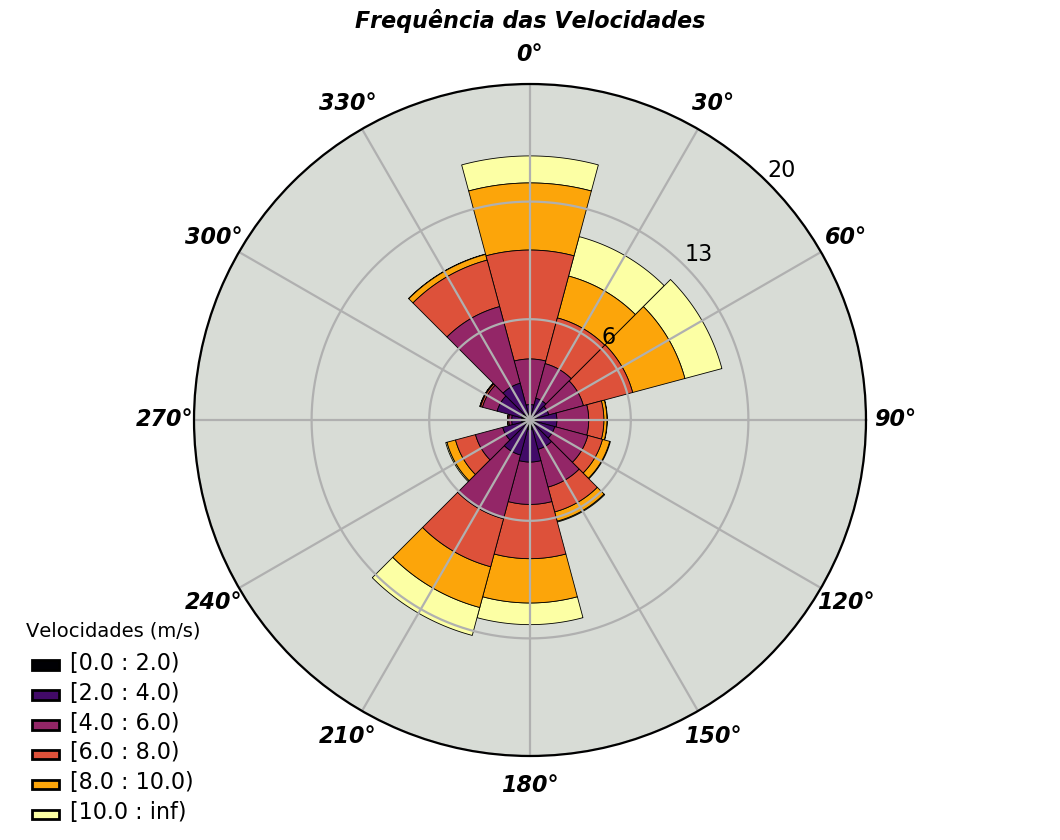 Frequência das Velocidades
0°
330°
30°
20
300°
60°
13
6
270°
90°
240°
120°
210°
150°
180°
Velocidades (m/s)
[0.0 : 2.0)
[2.0 : 4.0)
[4.0 : 6.0)
[6.0 : 8.0)
[8.0 : 10.0)
[10.0 : inf)